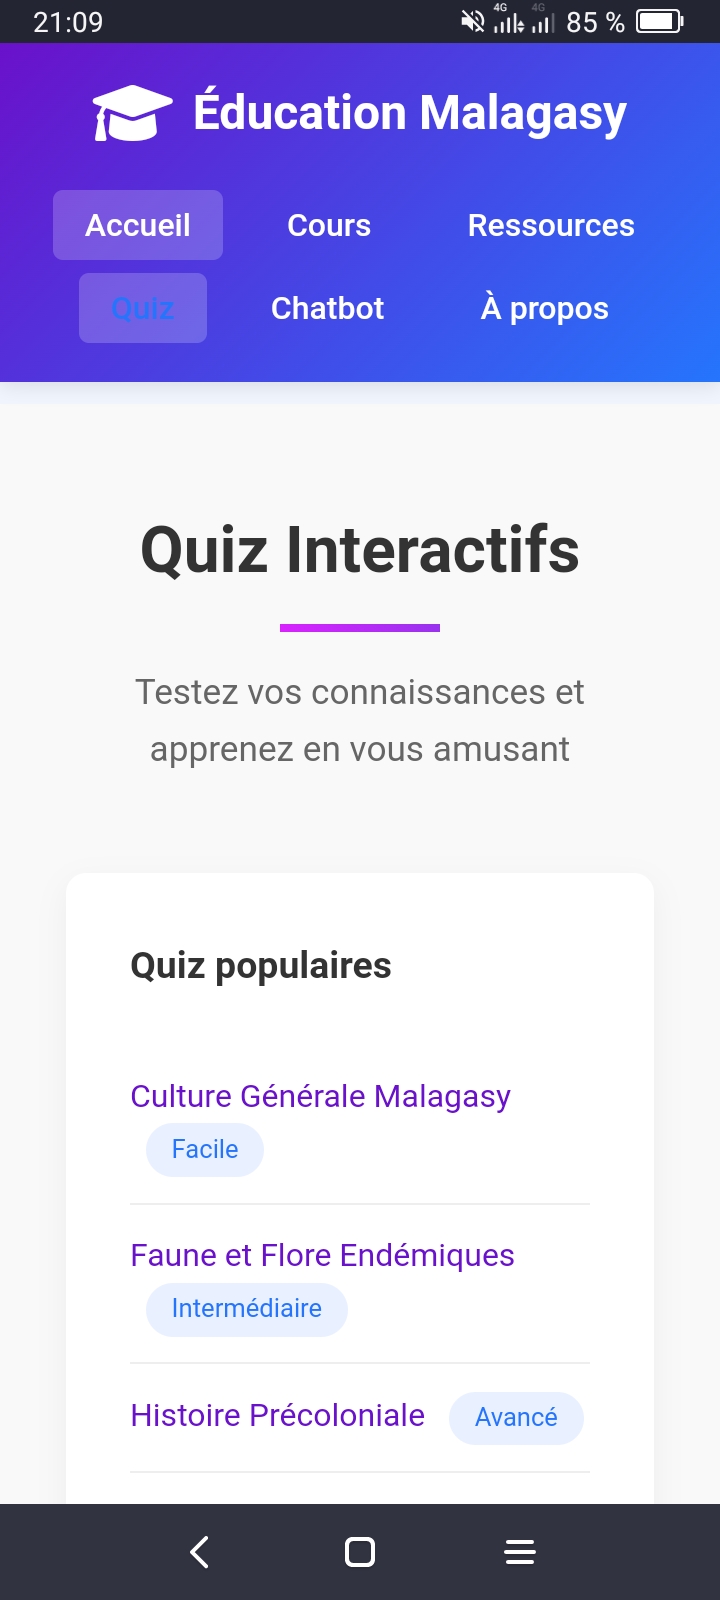 21:09 4G 4G 85 %
Éducation Malagasy
Accueil Cours Ressources
Quiz Chatbot À propos
Quiz Interactifs
Testez vos connaissances et
apprenez en vous amusant
Quiz populaires
Culture Générale Malagasy
Facile
Faune et Flore Endémiques
Intermédiaire
Histoire Précoloniale Avancé